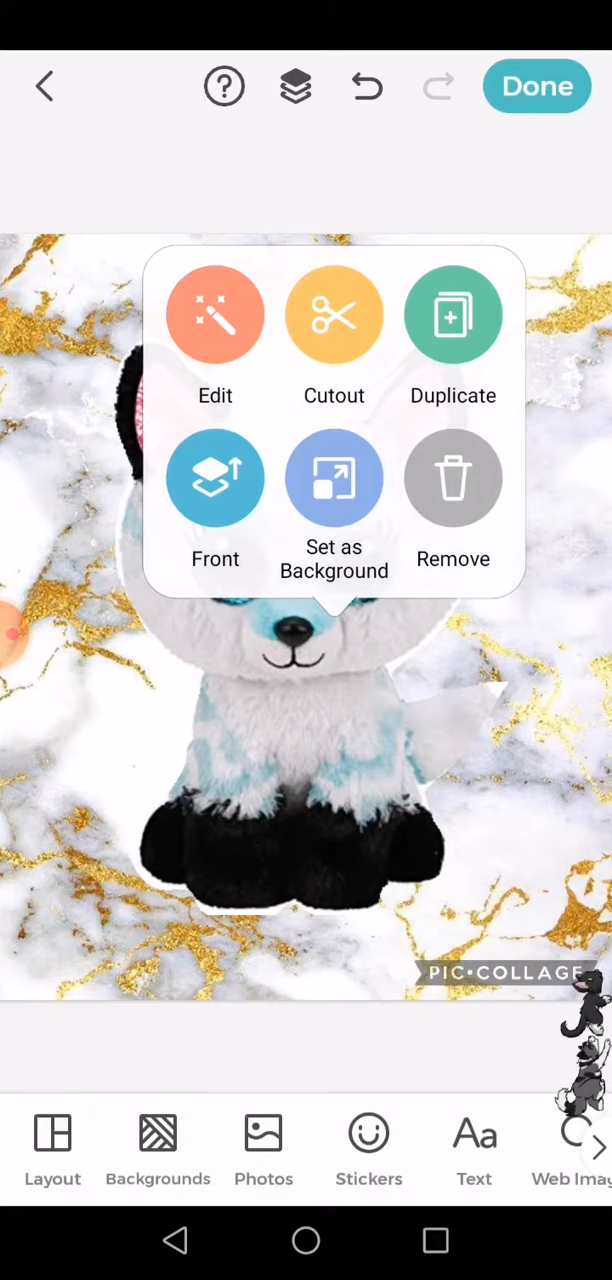 Done
Edit
Cutout
Duplicate
Front
Set as
Background
Remove
PIC•COLLAGE
Layout
Backgrounds
Photos
Stickers
Text
Web Imag